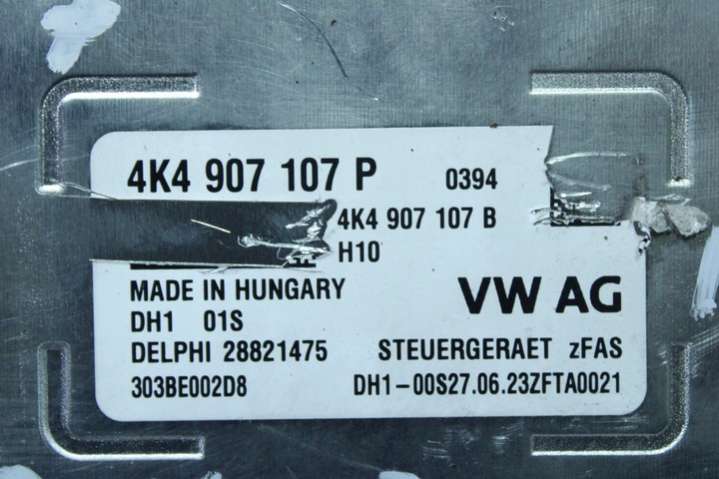 4K4 907 107 P 0394
4K4 907 107 B
H10
MADE IN HUNGARY
VW AG
DH1 01S
DELPHI 28821475 STEUERGERAET zFAS
303BE002D8 DH1-00S27.06.23ZFTA0021